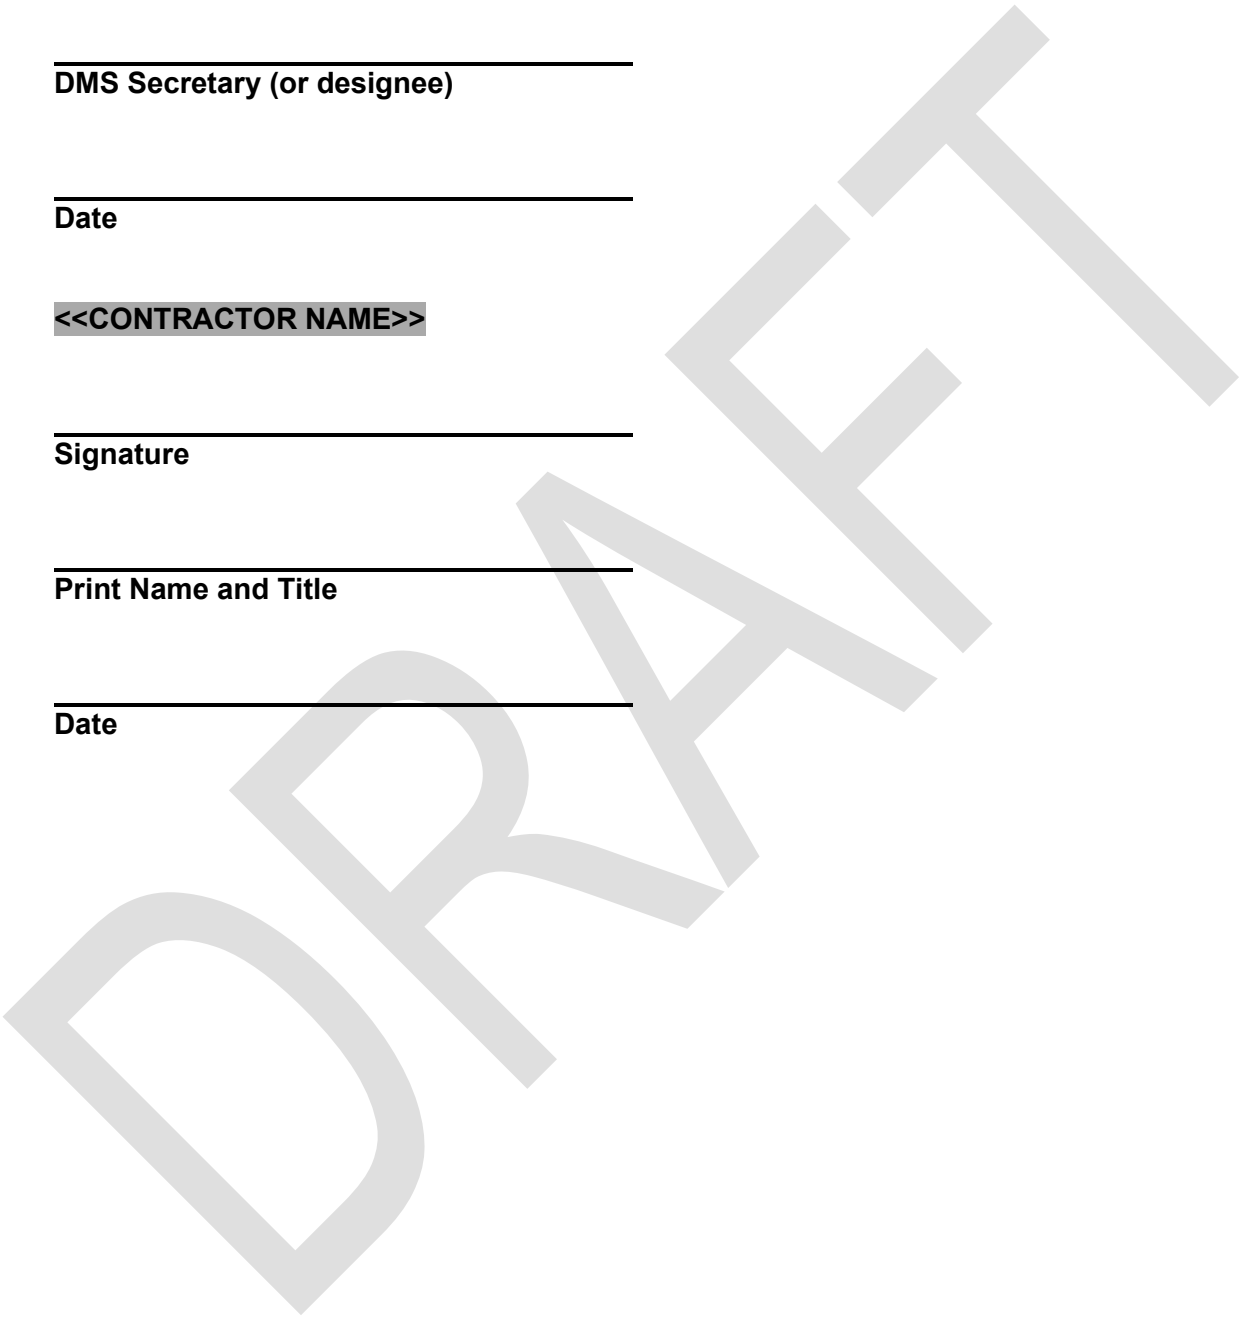 DMS Secretary (or designee)
Date
<<CONTRACTOR NAME>>
Signature
Print Name and Title
Date
DRAFT